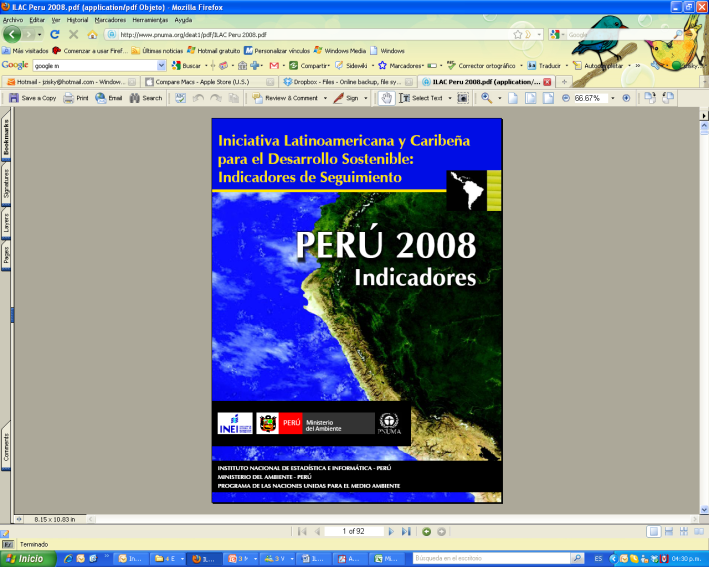 ILAC Peru 2008.pdf (application/pdf Objeto) - Mozilla Firefox
Archivo Editar Ver Historial Marcadores Herramientas Ayuda
http://www.pnuma.org/deat1/pdf/ILAC Peru 2008.pdf
Google
Más visitados Comenzar a usar Firef... Últimas noticias Hotmail gratuito Personalizar vínculos Windows Media Windows
Google google m Buscar Compartir Sidewiki Marcadores Corrector ortográfico Traducir Autocompletar
Hotmail - jzisky@hotmail.com - Window... Compare Macs - Apple Store (U.S.) Dropbox - Files - Online backup, file sy... ILAC Peru 2008.pdf (application/...
Save a Copy Print Email Search Review & Comment Sign Select Text 66.67%
Bookmarks
Signatures
Layers
Pages
Comments
Iniciativa Latinoamericana y Caribeña
para el Desarrollo Sostenible:
Indicadores de Seguimiento
PERÚ 2008
Indicadores
INEI PERÚ Ministerio
del Ambiente
PNUMA
INSTITUTO NACIONAL DE ESTADÍSTICA E INFORMÁTICA - PERÚ
MINISTERIO DEL AMBIENTE - PERÚ
PROGRAMA DE LAS NACIONES UNIDAS PARA EL MEDIO AMBIENTE
8.15 x 10.83 in
1 of 92
Terminado
Inicio In... 4 E 3 V IL... A... Mi... Búsqueda en el escritorio ES 04:30 p.m.